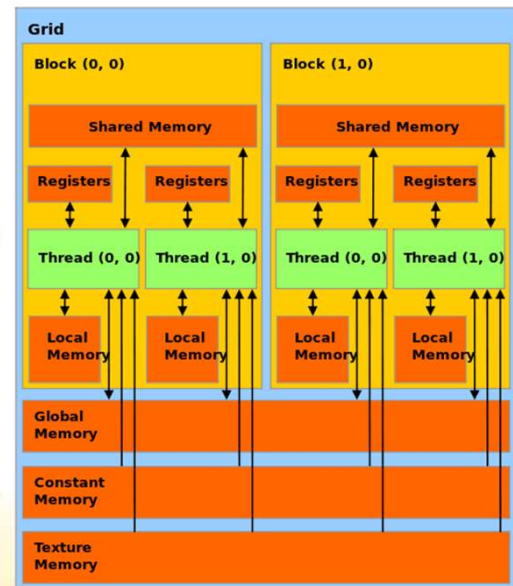 Grid
Block (0, 0)
Shared Memory
Registers
Registers
Thread (0, 0)
Thread (1, 0)
Local
Memory
Local
Memory
Block (1, 0)
Shared Memory
Registers
Registers
Thread (0, 0)
Thread (1, 0)
Local
Memory
Local
Memory
Global
Memory
Constant
Memory
Texture
Memory